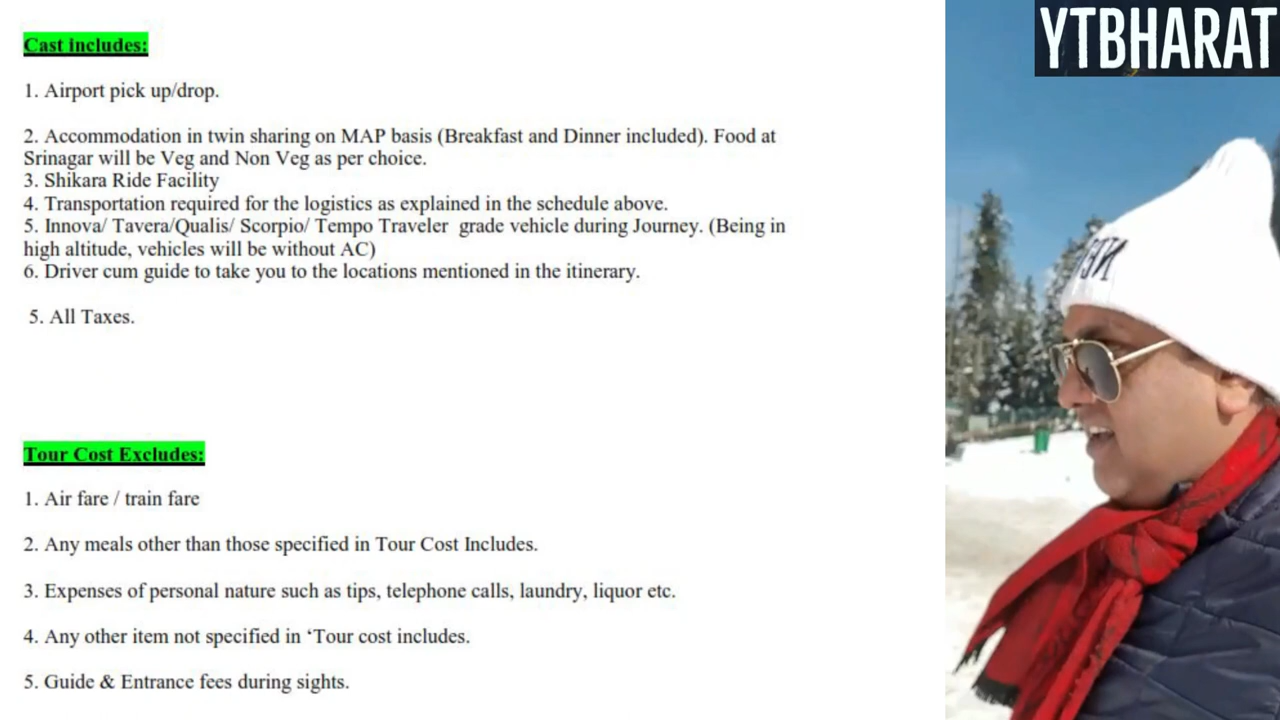 Cast includes:
1. Airport pick up/drop.
2. Accommodation in twin sharing on MAP basis (Breakfast and Dinner included). Food at
Srinagar will be Veg and Non Veg as per choice.
3. Shikara Ride Facility
4. Transportation required for the logistics as explained in the schedule above.
5. Innova/ Tavera/Qualis/ Scorpio/ Tempo Traveler  grade vehicle during Journey. (Being in
high altitude, vehicles will be without AC)
6. Driver cum guide to take you to the locations mentioned in the itinerary.
5. All Taxes.
Tour Cost Excludes:
1. Air fare / train fare
2. Any meals other than those specified in Tour Cost Includes.
3. Expenses of personal nature such as tips, telephone calls, laundry, liquor etc.
4. Any other item not specified in ‘Tour cost includes.
5. Guide & Entrance fees during sights.
YTBHARAT